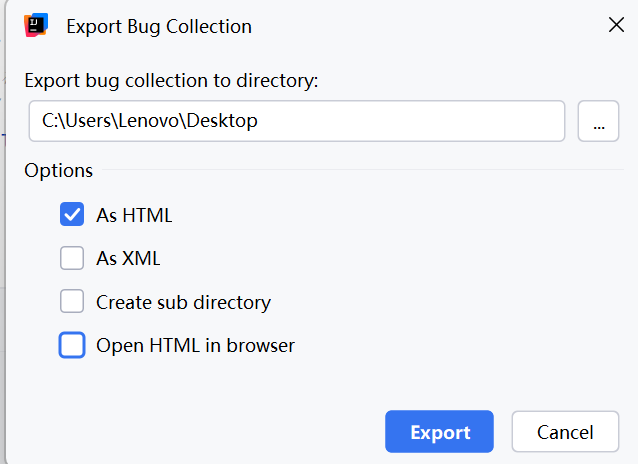 Export Bug Collection
Export bug collection to directory:
C:\Users\Lenovo\Desktop
...
Options
As HTML
As XML
Create sub directory
Open HTML in browser
Export
Cancel